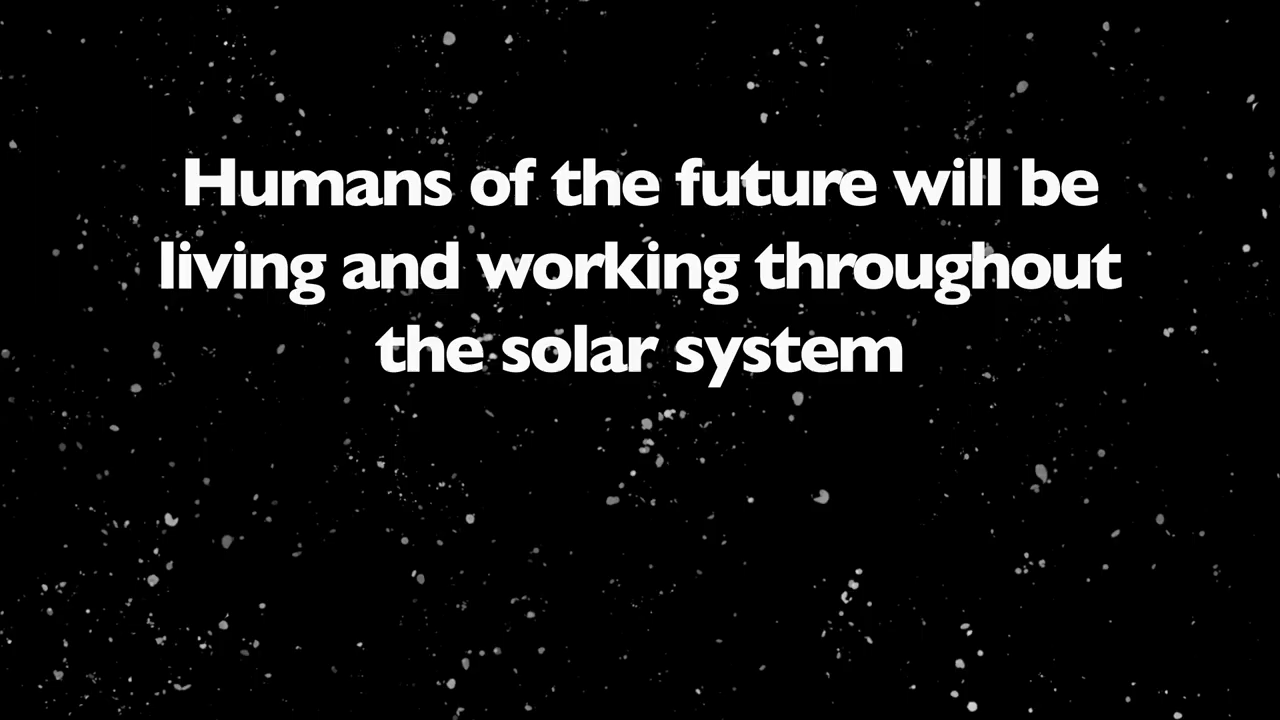 Humans of the future will be
living and working throughout
the solar system